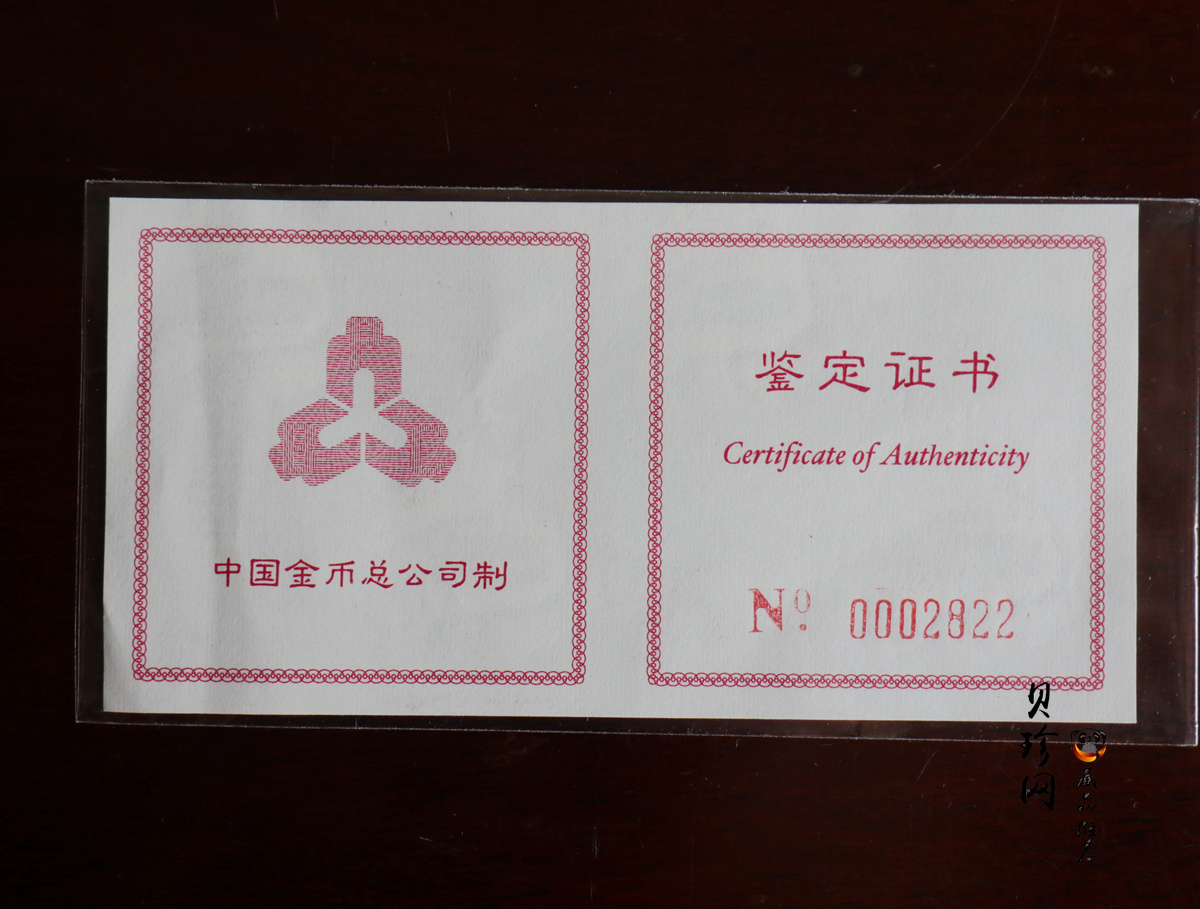 中国金币总公司制
鉴定证书
Certificate of Authenticity
Nº. 0002822
贝珍网